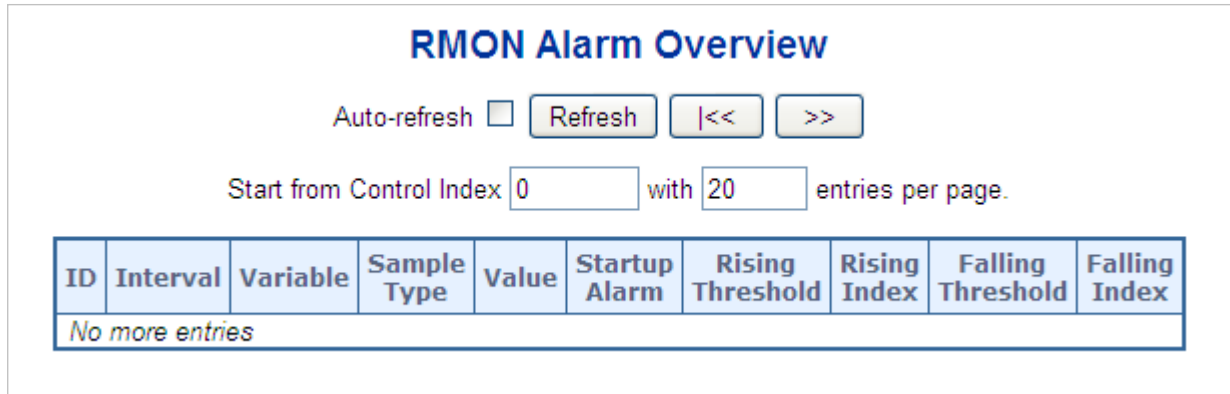 RMON Alarm Overview
Auto-refresh Refresh |<< >>
Start from Control Index 0 with 20 entries per page.
ID Interval Variable Sample Type Value Startup Alarm Rising Threshold Rising Index Falling Threshold Falling Index
No more entries